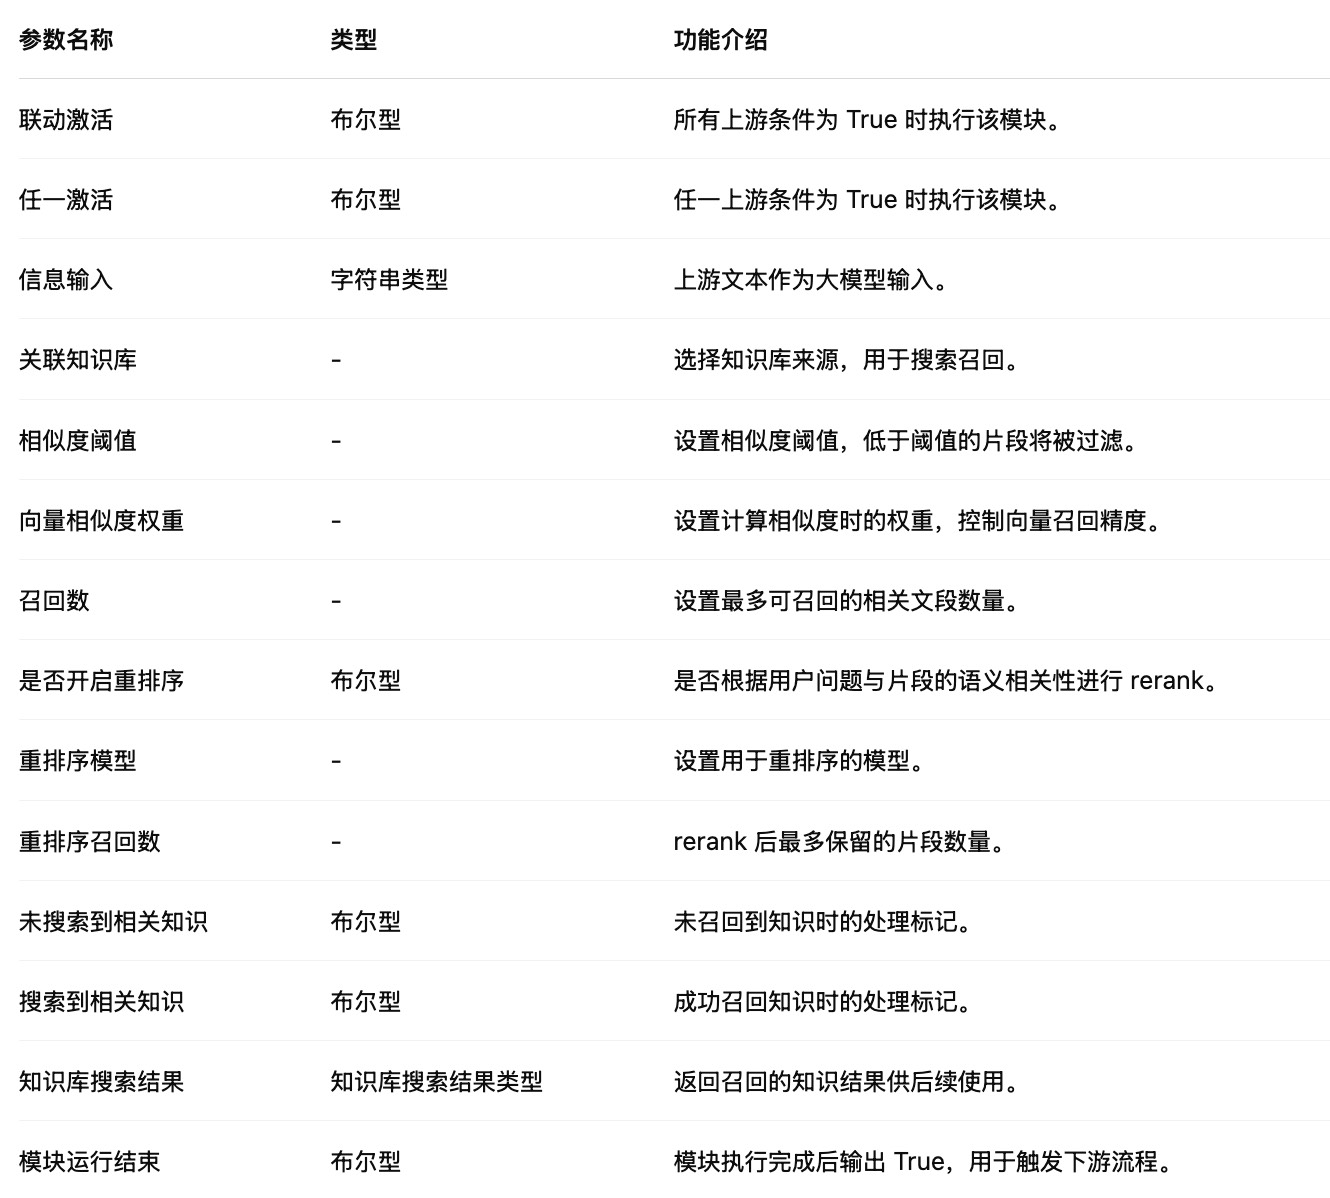 参数名称 类型 功能介绍
联动激活 布尔型 所有上游条件为 True 时执行该模块。
任一激活 布尔型 任一上游条件为 True 时执行该模块。
信息输入 字符串类型 上游文本作为大模型输入。
关联知识库 - 选择知识库来源，用于搜索召回。
相似度阈值 - 设置相似度阈值，低于阈值的片段将被过滤。
向量相似度权重 - 设置计算相似度时的权重，控制向量召回精度。
召回数 - 设置最多可召回的相关文段数量。
是否开启重排序 布尔型 是否根据用户问题与片段的语义相关性进行 rerank。
重排序模型 - 设置用于重排序的模型。
重排序召回数 - rerank 后最多保留的片段数量。
未搜索到相关知识 布尔型 未召回到知识时的处理标记。
搜索到相关知识 布尔型 成功召回知识时的处理标记。
知识库搜索结果 知识库搜索结果类型 返回召回的知识结果供后续使用。
模块运行结束 布尔型 模块执行完成后输出 True，用于触发下游流程。